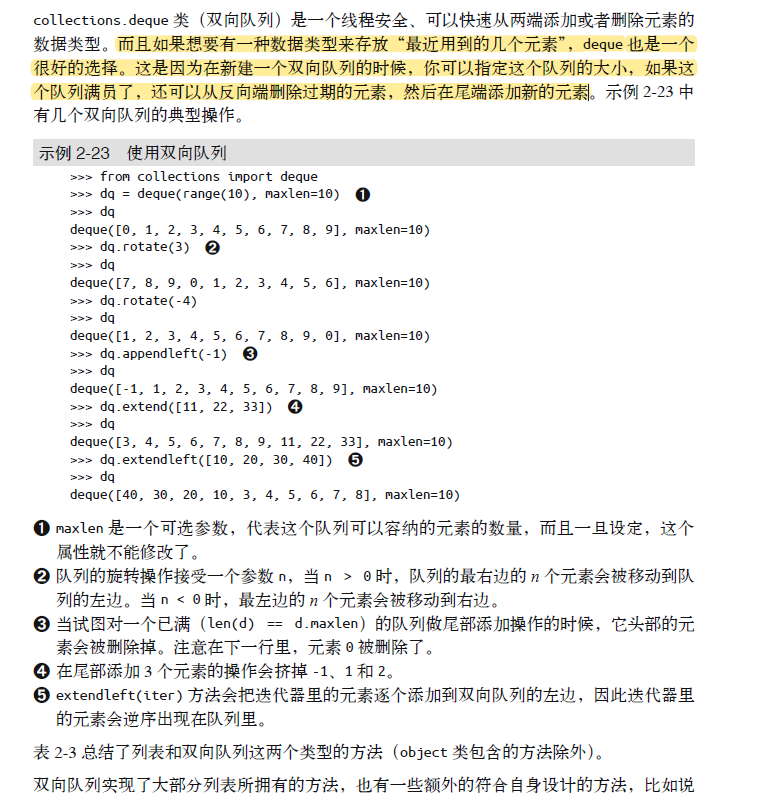 collections.deque 类（双向队列）是一个线程安全、可以快速从两端添加或者删除元素的
数据类型。而且如果想要有一种数据类型来存放“最近用到的几个元素”，deque 也是一个
很好的选择。这是因为在新建一个双向队列的时候，你可以指定这个队列的大小，如果这
个队列满员了，还可以从反向端删除过期的元素，然后在尾端添加新的元素。示例 2-23 中
有几个双向队列的典型操作。
示例 2-23 使用双向队列
>>> from collections import deque
>>> dq = deque(range(10), maxlen=10) ❶
>>> dq
deque([0, 1, 2, 3, 4, 5, 6, 7, 8, 9], maxlen=10)
>>> dq.rotate(3) ❷
>>> dq
deque([7, 8, 9, 0, 1, 2, 3, 4, 5, 6], maxlen=10)
>>> dq.rotate(-4)
>>> dq
deque([1, 2, 3, 4, 5, 6, 7, 8, 9, 0], maxlen=10)
>>> dq.appendleft(-1) ❸
>>> dq
deque([-1, 1, 2, 3, 4, 5, 6, 7, 8, 9], maxlen=10)
>>> dq.extend([11, 22, 33]) ❹
>>> dq
deque([3, 4, 5, 6, 7, 8, 9, 11, 22, 33], maxlen=10)
>>> dq.extendleft([10, 20, 30, 40]) ❺
>>> dq
deque([40, 30, 20, 10, 3, 4, 5, 6, 7, 8], maxlen=10)
❶ maxlen 是一个可选参数，代表这个队列可以容纳的元素的数量，而且一旦设定，这个
属性就不能修改了。
❷ 队列的旋转操作接受一个参数 n，当 n > 0 时，队列的最右边的 n 个元素会被移动到队
列的左边。当 n < 0 时，最左边的 n 个元素会被移动到右边。
❸ 当试图对一个已满（len(d) == d.maxlen）的队列做尾部添加操作的时候，它头部的元
素会被删除掉。注意在下一行里，元素 0 被删除了。
❹ 在尾部添加 3 个元素的操作会挤掉 -1、1 和 2。
❺ extendleft(iter) 方法会把迭代器里的元素逐个添加到双向队列的左边，因此迭代器里
的元素会逆序出现在队列里。
表 2-3 总结了列表和双向队列这两个类型的方法（object 类包含的方法除外）。
双向队列实现了大部分列表所拥有的方法，也有一些额外的符合自身设计的方法，比如说